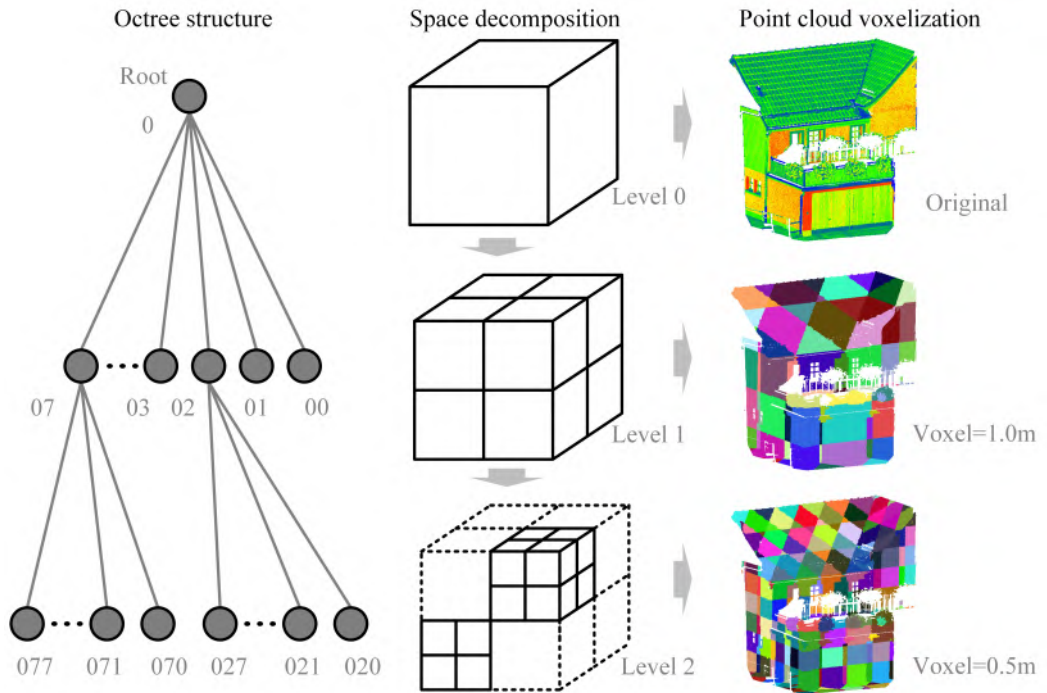 Octree structure
Space decomposition
Point cloud voxelization
Root
0
Level 0
Original
07
03
02
01
00
Level 1
Voxel=1.0m
077
071
070
027
021
020
Level 2
Voxel=0.5m